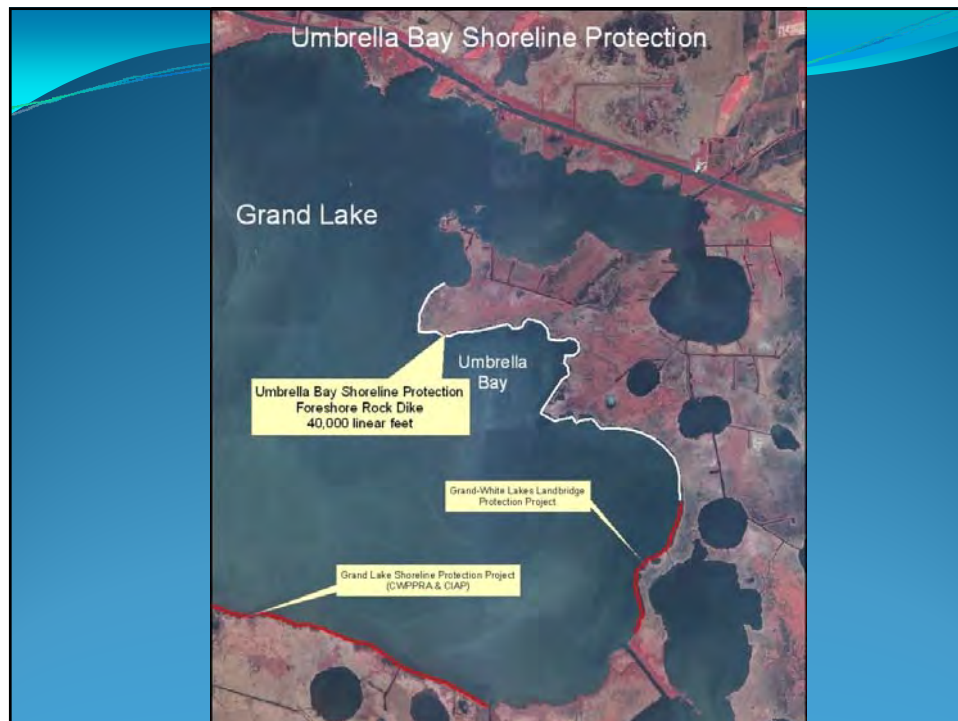 Umbrella Bay Shoreline Protection
Grand Lake
Umbrella
Bay
Umbrella Bay Shoreline Protection
Foreshore Rock Dike
40,000 linear feet
Grand-White Lakes Landbridge
Protection Project
Grand Lake Shoreline Protection Project
(CWPPRA & CIAP)